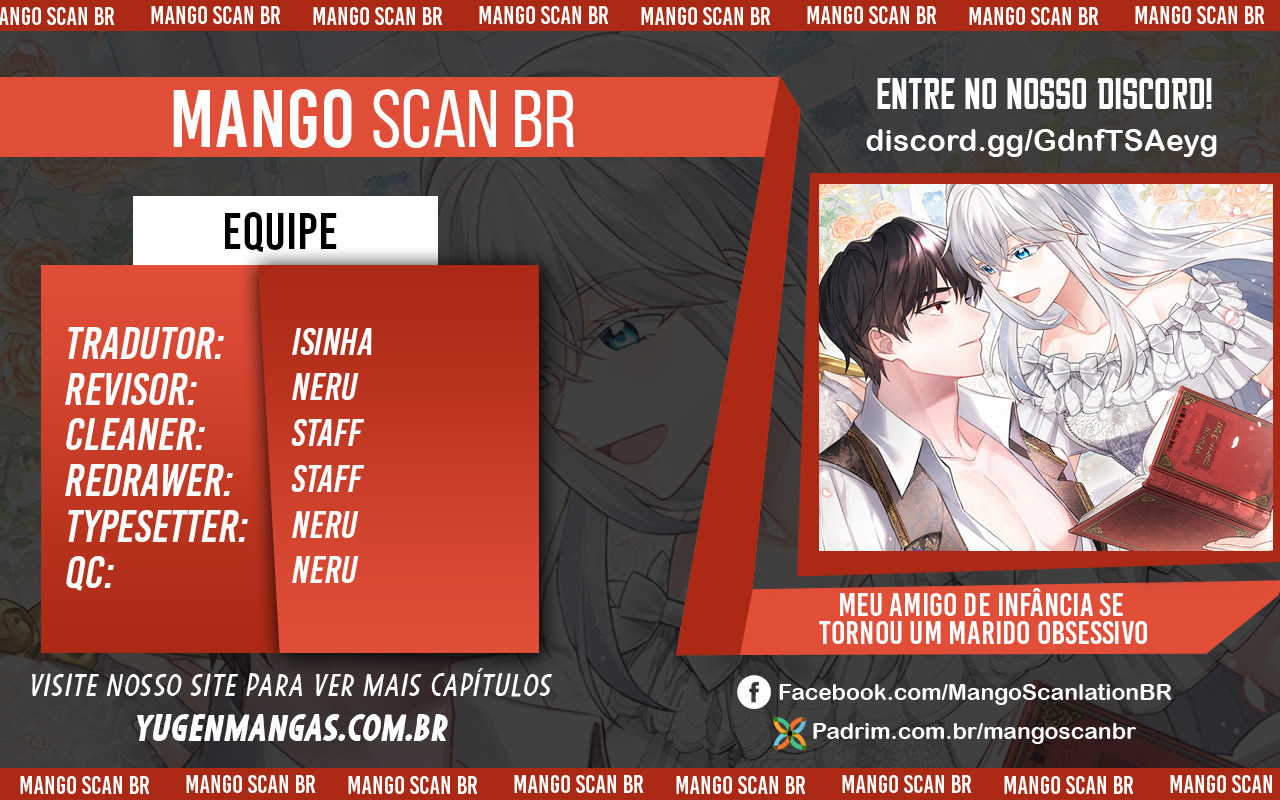 MANGO SCAN BR MANGO SCAN BR MANGO SCAN BR MANGO SCAN BR MANGO SCAN BR MANGO SCAN BR MANGO SCAN BR
MANGO SCAN BR
EQUIPE
TRADUTOR: ISINHA
REVISOR: NERU
CLEANER: STAFF
REDRAWER: STAFF
TYPESETTER: NERU
QC: NERU
VISITE NOSSO SITE PARA VER MAIS CAPÍTULOS
YUGENMANGAS.COM.BR
ENTRE NO NOSSO DISCORD!
discord.gg/GdnfTSAeyg
MEU AMIGO DE INFÂNCIA SE
TORNOU UM MARIDO OBSESSIVO
Facebook.com/MangoScanlationBR
Padrim.com.br/mangoscanbr
MANGO SCAN BR MANGO SCAN BR MANGO SCAN BR MANGO SCAN BR MANGO SCAN BR MANGO SCAN BR MANGO SCAN BR MANGO SCAN